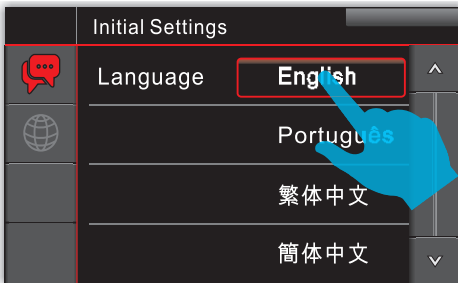 Initial Settings
Language
English
Português
繁体中文
簡体中文